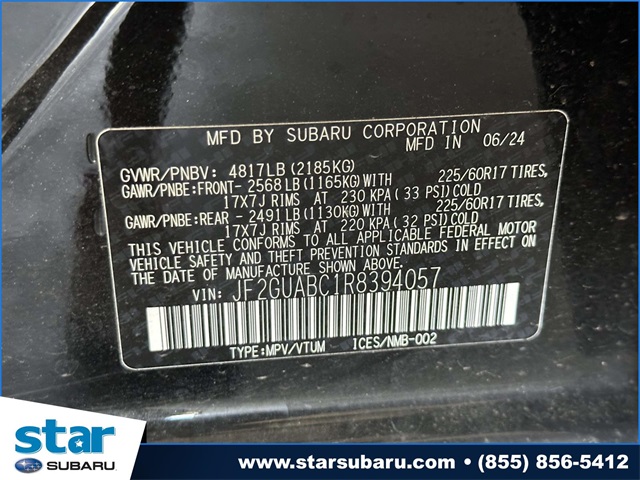 MFD BY SUBARU CORPORATION
MFD IN 06/24
GVWR/PNBV: 4817LB (2185KG)
GAWR/PNBE:FRONT- 2568LB (1165KG)WITH 225/60R17 TIRES,
17X7J RIMS AT 230 KPA (33 PSI) COLD
GAWR/PNBE:REAR - 2491LB (1130KG)WITH 225/60R17 TIRES,
17X7J RIMS AT 220 KPA (32 PSI) COLD
THIS VEHICLE CONFORMS TO ALL APPLICABLE FEDERAL MOTOR
VEHICLE SAFETY AND THEFT PREVENTION STANDARDS IN EFFECT ON
THE DATE OF MANUFACTURE SHOWN ABOVE.
VIN: JF2GUABC1R8394057
TYPE:MPV/VTUM ICES/NMB-002
star
SUBARU
www.starsubaru.com · (855) 856-5412